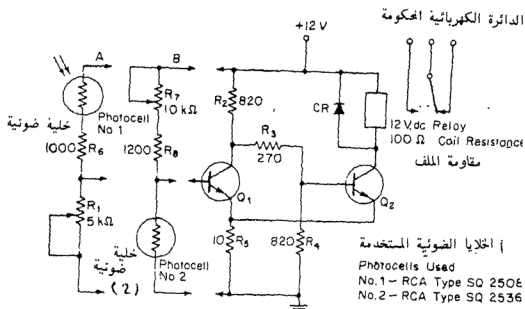 الدائرة الكهربائية المحكومة
+12V
A
B
R2 820
CR
12 Vdc Relay
100 Ω Coil Resistance
مقاومة الملف
R7
10 kΩ
Photocell
No 1
خلية ضوئية
1000 R6
1200 R8
R3
270
Q1
Q2
R1
5 kΩ
خلية
ضوئية
(2)
Photocell
No 2
10 R5
820 R4
الخلايا الضوئية المستخدمة
Photocells Used
No.1 – RCA Type SQ 2508
No.2 – RCA Type SQ 2536